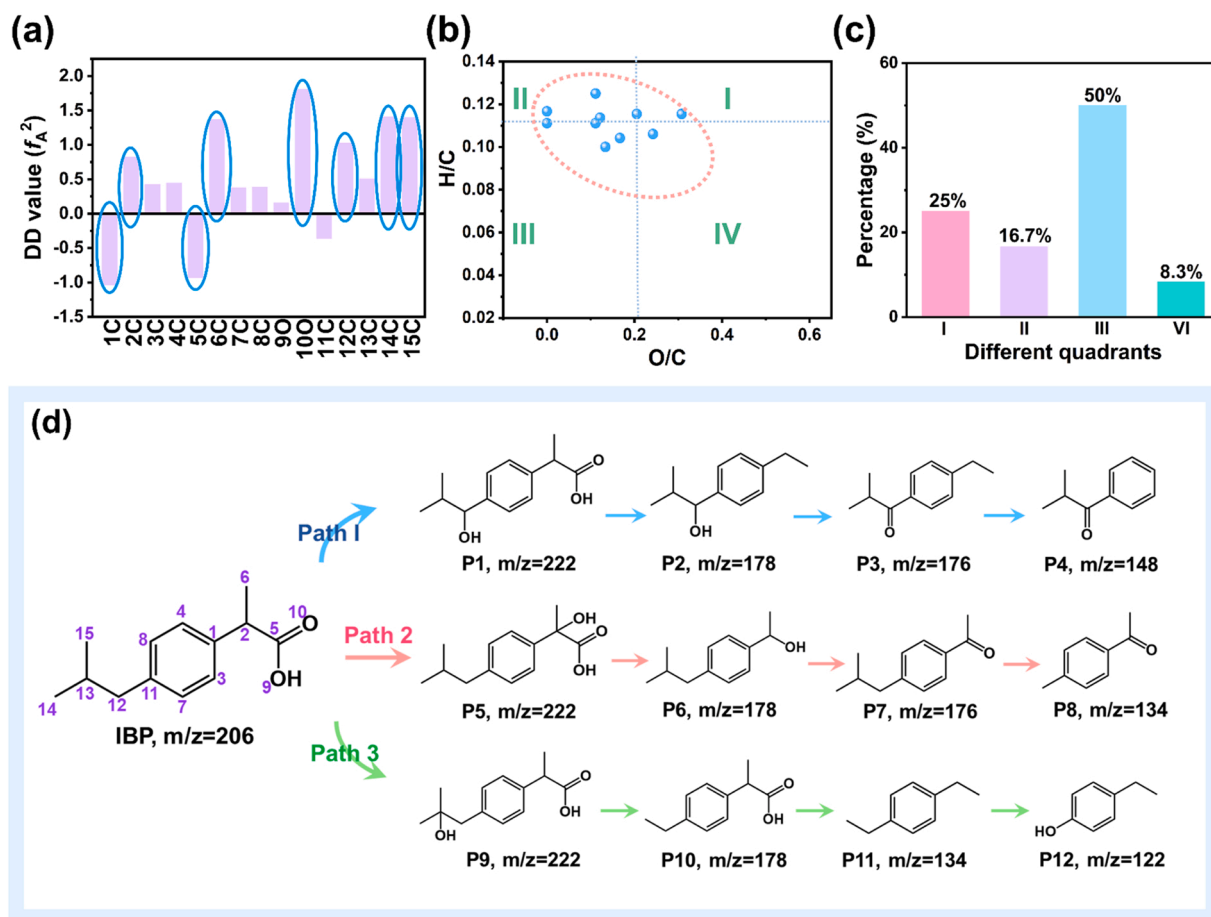 (a)
DD value (fA²)
2.0
1.5
1.0
0.5
0.0
-0.5
-1.0
-1.5
1C 2C 3C 4C 5C 6C 7C 8C 9O 10O 11C 12C 13C 14C 15C
(b)
H/C
0.14
0.12
0.10
0.08
0.06
0.04
0.02
II
I
III
IV
0.0 0.2 0.4 0.6
O/C
(c)
Percentage (%)
60
40
20
0
25%
16.7%
50%
8.3%
I II III VI
Different quadrants
(d)
O
OH
OH
OH
O
O
Path I
P1, m/z=222
P2, m/z=178
P3, m/z=176
P4, m/z=148
6
4
10
O
15
8
1
2
5
OH
9
13
3
14
12
11
7
IBP, m/z=206
Path 2
OH
O
OH
OH
O
O
P5, m/z=222
P6, m/z=178
P7, m/z=176
P8, m/z=134
Path 3
O
OH
OH
O
OH
HO
P9, m/z=222
P10, m/z=178
P11, m/z=134
P12, m/z=122